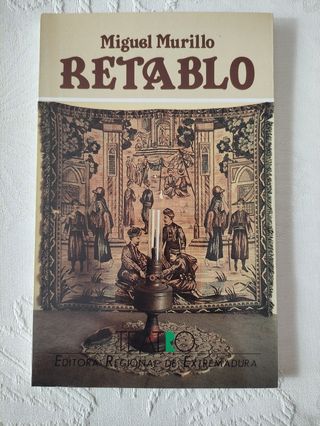 Miguel Murillo
RETABLO
TEATRO
EDITORA REGIONAL DE EXTREMADURA